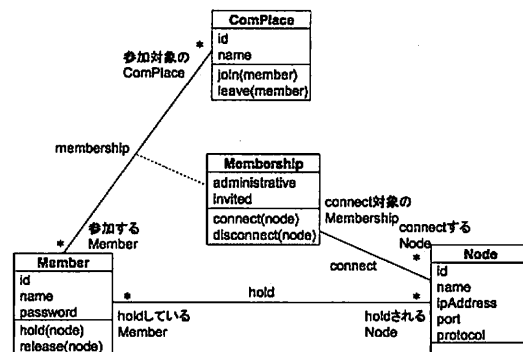 ComPlace
id
name
join(member)
leave(member)
*
参加対象の
ComPlace
membership
Membership
administrative
invited
connect(node)
disconnect(node)
connect対象の
Membership
connectする
Node
*
connect
参加する
Member
*
Member
id
name
password
hold(node)
release(node)
*
hold
*
holdしている
Member
holdされる
Node
Node
id
name
ipAddress
port
protocol